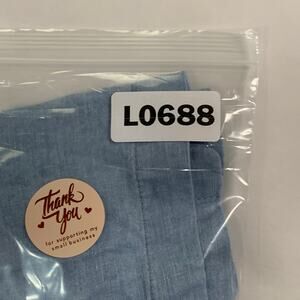 L0688
Thank
You
for supporting my
small business